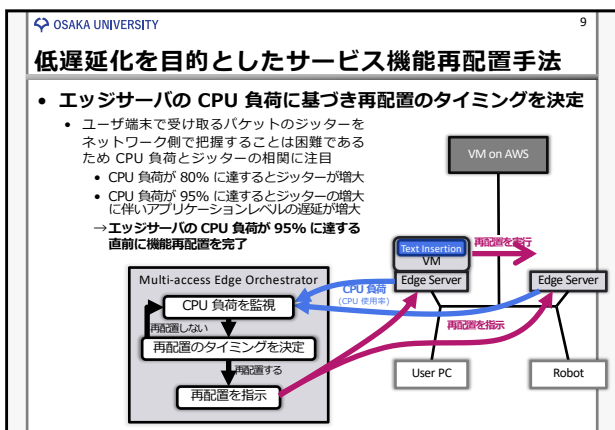 OSAKA UNIVERSITY
9
低遅延化を目的としたサービス機能再配置手法
• エッジサーバの CPU 負荷に基づき再配置のタイミングを決定
• ユーザ端末で受け取るパケットのジッターを
ネットワーク側で把握することは困難である
ため CPU 負荷とジッターの相関に注目
• CPU 負荷が 80% に達するとジッターが増大
• CPU 負荷が 95% に達するとジッターの増大
に伴いアプリケーションレベルの遅延が増大
→エッジサーバの CPU 負荷が 95% に達する
直前に機能再配置を完了
VM on AWS
Text Insertion
VM
再配置を実行
Edge Server
Edge Server
CPU 負荷
(CPU 使用率)
再配置を指示
User PC
Robot
Multi-access Edge Orchestrator
CPU 負荷を監視
再配置しない
再配置のタイミングを決定
再配置する
再配置を指示